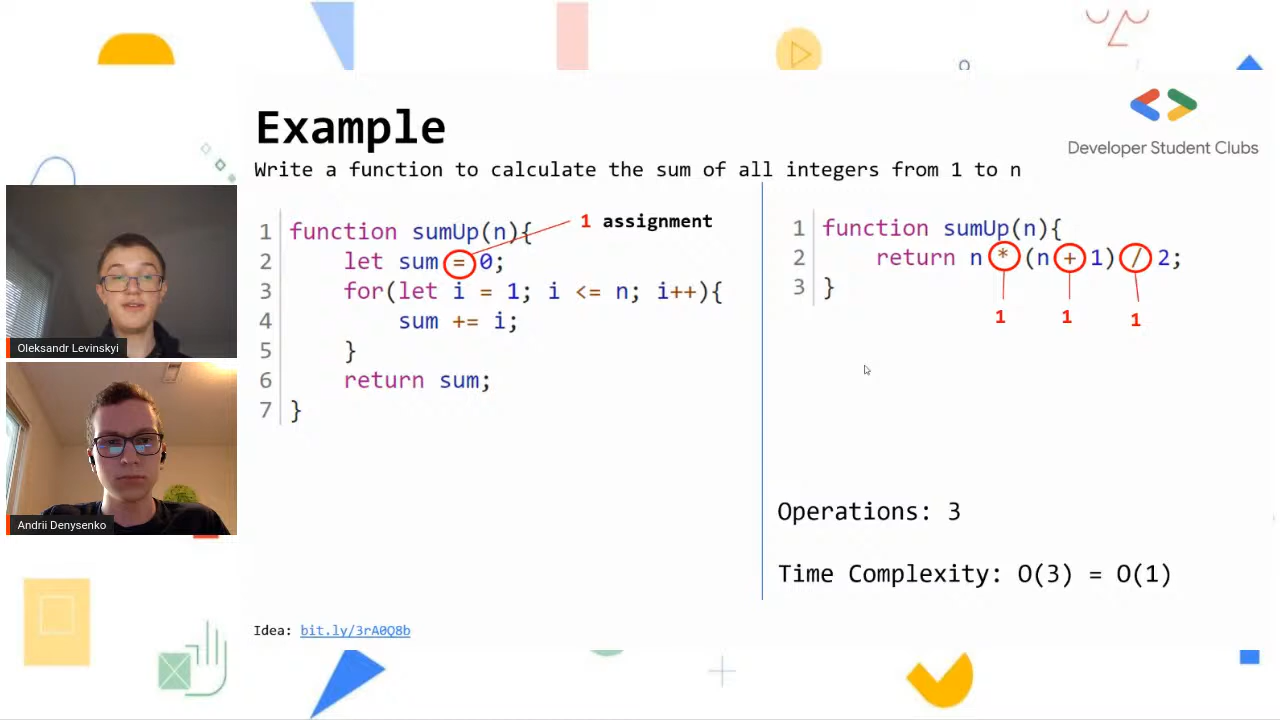 Example
Developer Student Clubs
Write a function to calculate the sum of all integers from 1 to n
1 assignment
1 function sumUp(n){
2 let sum = 0;
3 for(let i = 1; i <= n; i++){
4 sum += i;
5 }
6 return sum;
7 }
1 function sumUp(n){
2 return n * (n + 1) / 2;
3 }
1 1 1
Operations: 3
Time Complexity: O(3) = O(1)
Oleksandr Levinskyi
Andrii Denysenko
Idea: bit.ly/3rA0Q8b